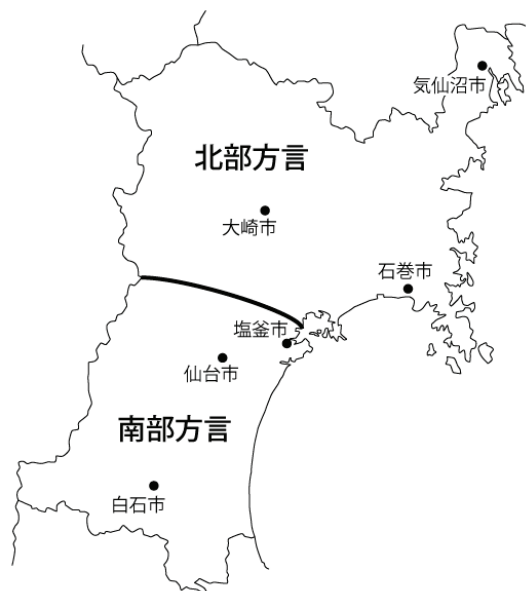 気仙沼市
北部方言
大崎市
石巻市
塩釜市
仙台市
南部方言
白石市